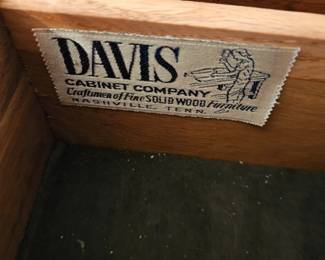 DAVIS
CABINET COMPANY
Craftsmen of Fine SOLID WOOD Furniture
NASHVILLE, TENN.